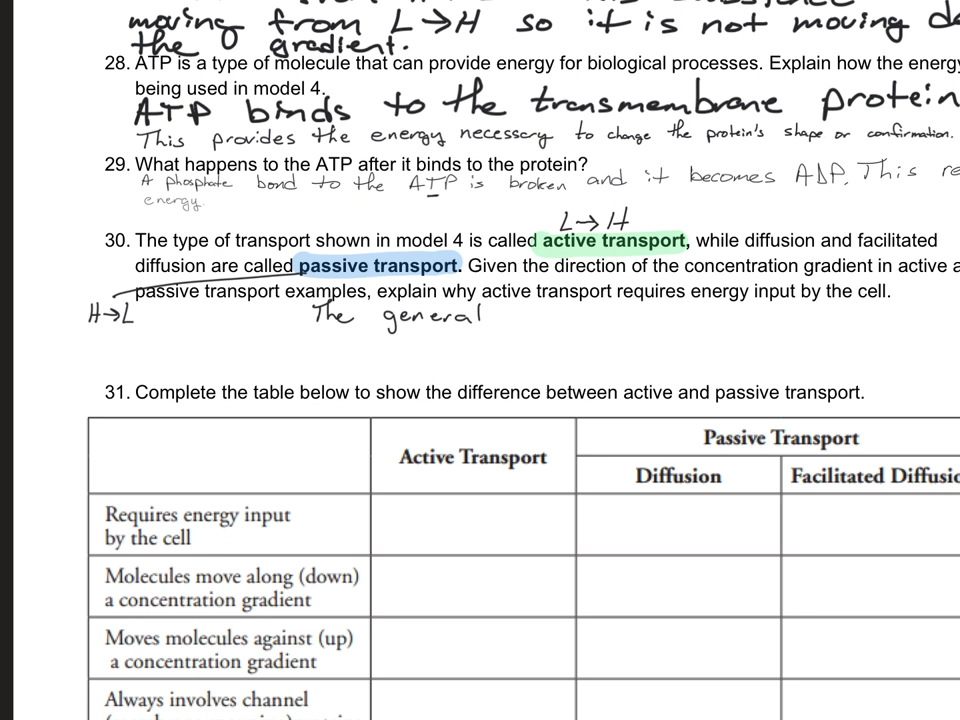 moving from L→H so it is not moving
the gradient.
28. ATP is a type of molecule that can provide energy for biological processes. Explain how the energy
being used in model 4.
ATP binds to the transmembrane protein
This provides the energy necessary to change the protein's shape or confirmation.
29. What happens to the ATP after it binds to the protein?
A phosphate bond to the ATP is broken and it becomes ADP. This re
energy.
L→H
30. The type of transport shown in model 4 is called active transport, while diffusion and facilitated
diffusion are called passive transport. Given the direction of the concentration gradient in active a
passive transport examples, explain why active transport requires energy input by the cell.
H→L
The general
31. Complete the table below to show the difference between active and passive transport.
Active Transport
Passive Transport
Diffusion
Facilitated Diffusio
Requires energy input
by the cell
Molecules move along (down)
a concentration gradient
Moves molecules against (up)
a concentration gradient
Always involves channel